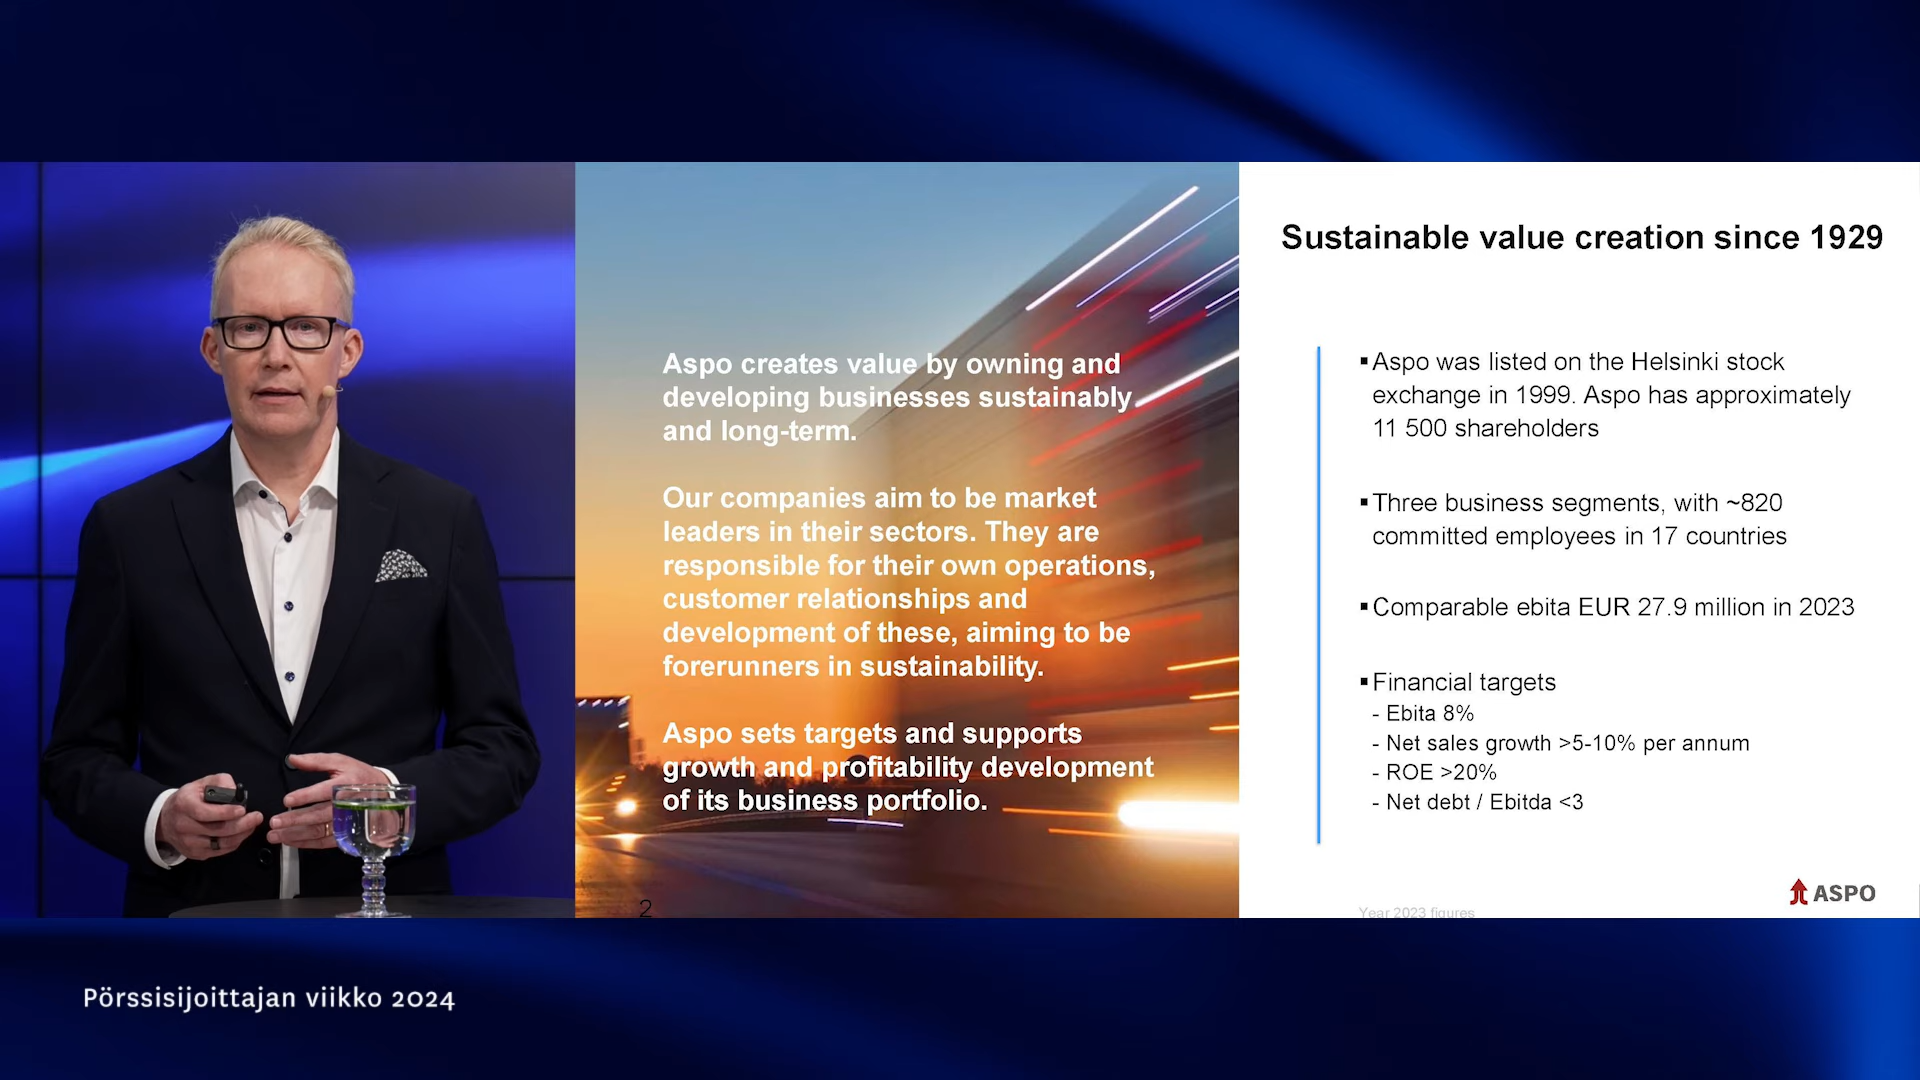 Aspo creates value by owning and
developing businesses sustainably
and long-term.
Our companies aim to be market
leaders in their sectors. They are
responsible for their own operations,
customer relationships and
development of these, aiming to be
forerunners in sustainability.
Aspo sets targets and supports
growth and profitability development
of its business portfolio.
2
Sustainable value creation since 1929
▪ Aspo was listed on the Helsinki stock
exchange in 1999. Aspo has approximately
11 500 shareholders
▪ Three business segments, with ~820
committed employees in 17 countries
▪ Comparable ebita EUR 27.9 million in 2023
▪ Financial targets
- Ebita 8%
- Net sales growth >5-10% per annum
- ROE >20%
- Net debt / Ebitda <3
ASPO
Year 2023 figures
Pörssisijoittajan viikko 2024